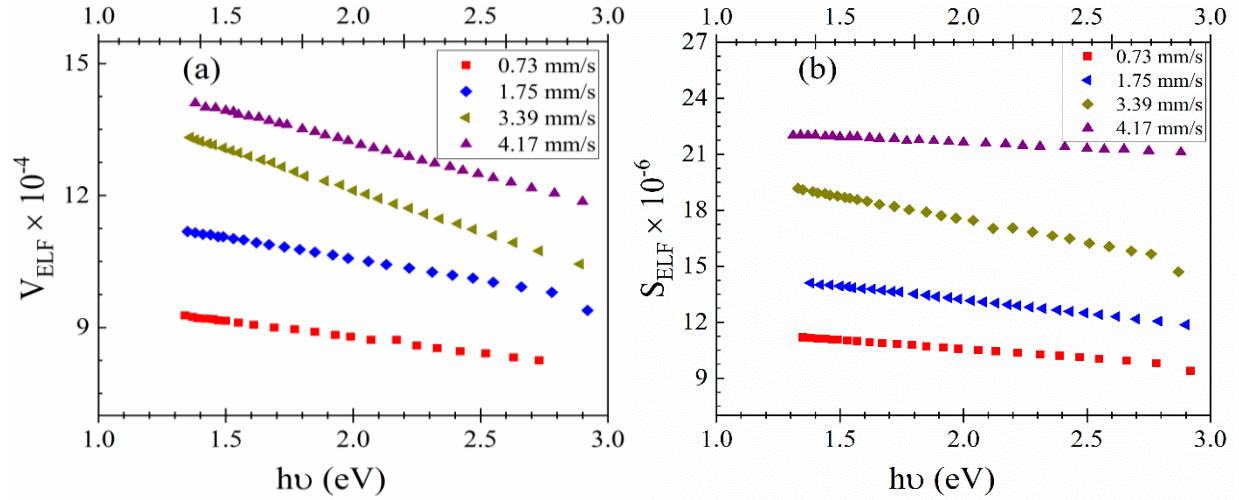 1.0 1.5 2.0 2.5 3.0
(a)
0.73 mm/s
1.75 mm/s
3.39 mm/s
4.17 mm/s
15
12
9
V_ELF × 10^-4
1.0 1.5 2.0 2.5 3.0
hυ (eV)
1.0 1.5 2.0 2.5 3.0
(b)
0.73 mm/s
1.75 mm/s
3.39 mm/s
4.17 mm/s
27
24
21
18
15
12
9
S_ELF × 10^-6
1.0 1.5 2.0 2.5 3.0
hυ (eV)